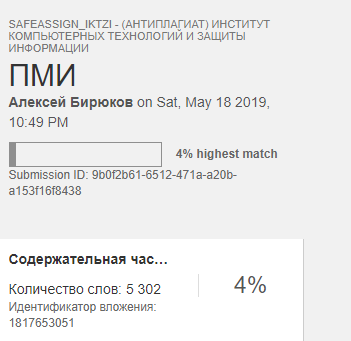 SAFEASSIGN_IKTZI - (АНТИПЛАГИАТ) ИНСТИТУТ
КОМПЬЮТЕРНЫХ ТЕХНОЛОГИЙ И ЗАЩИТЫ
ИНФОРМАЦИИ
ПМИ
Алексей Бирюков on Sat, May 18 2019,
10:49 PM
4% highest match
Submission ID: 9b0f2b61-6512-471a-a20b-
a153f16f8438
Содержательная час…
Количество слов: 5 302
4%
Идентификатор вложения:
1817653051